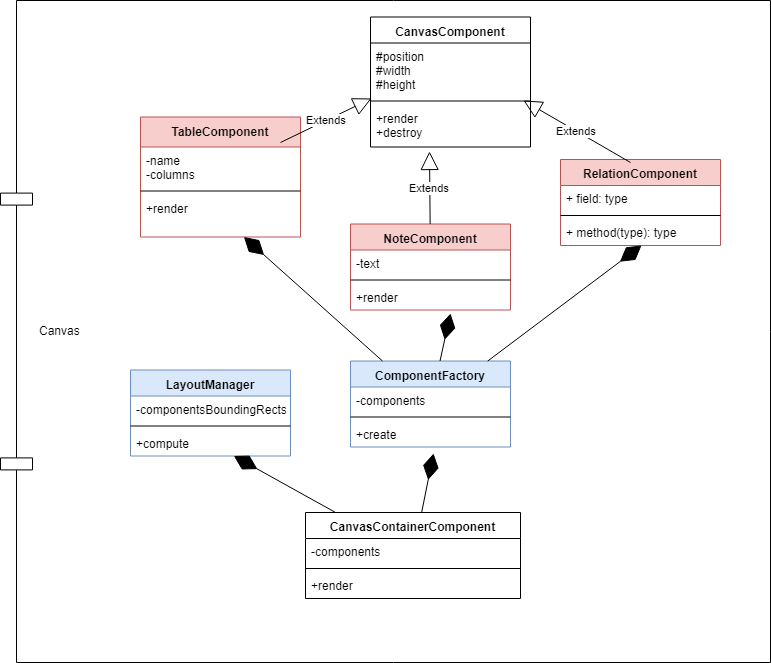 CanvasComponent
#position
#width
#height
+render
+destroy
Extends
Extends
Extends
TableComponent
-name
-columns
+render
RelationComponent
+ field: type
+ method(type): type
NoteComponent
-text
+render
Canvas
LayoutManager
-componentsBoundingRects
+compute
ComponentFactory
-components
+create
CanvasContainerComponent
-components
+render